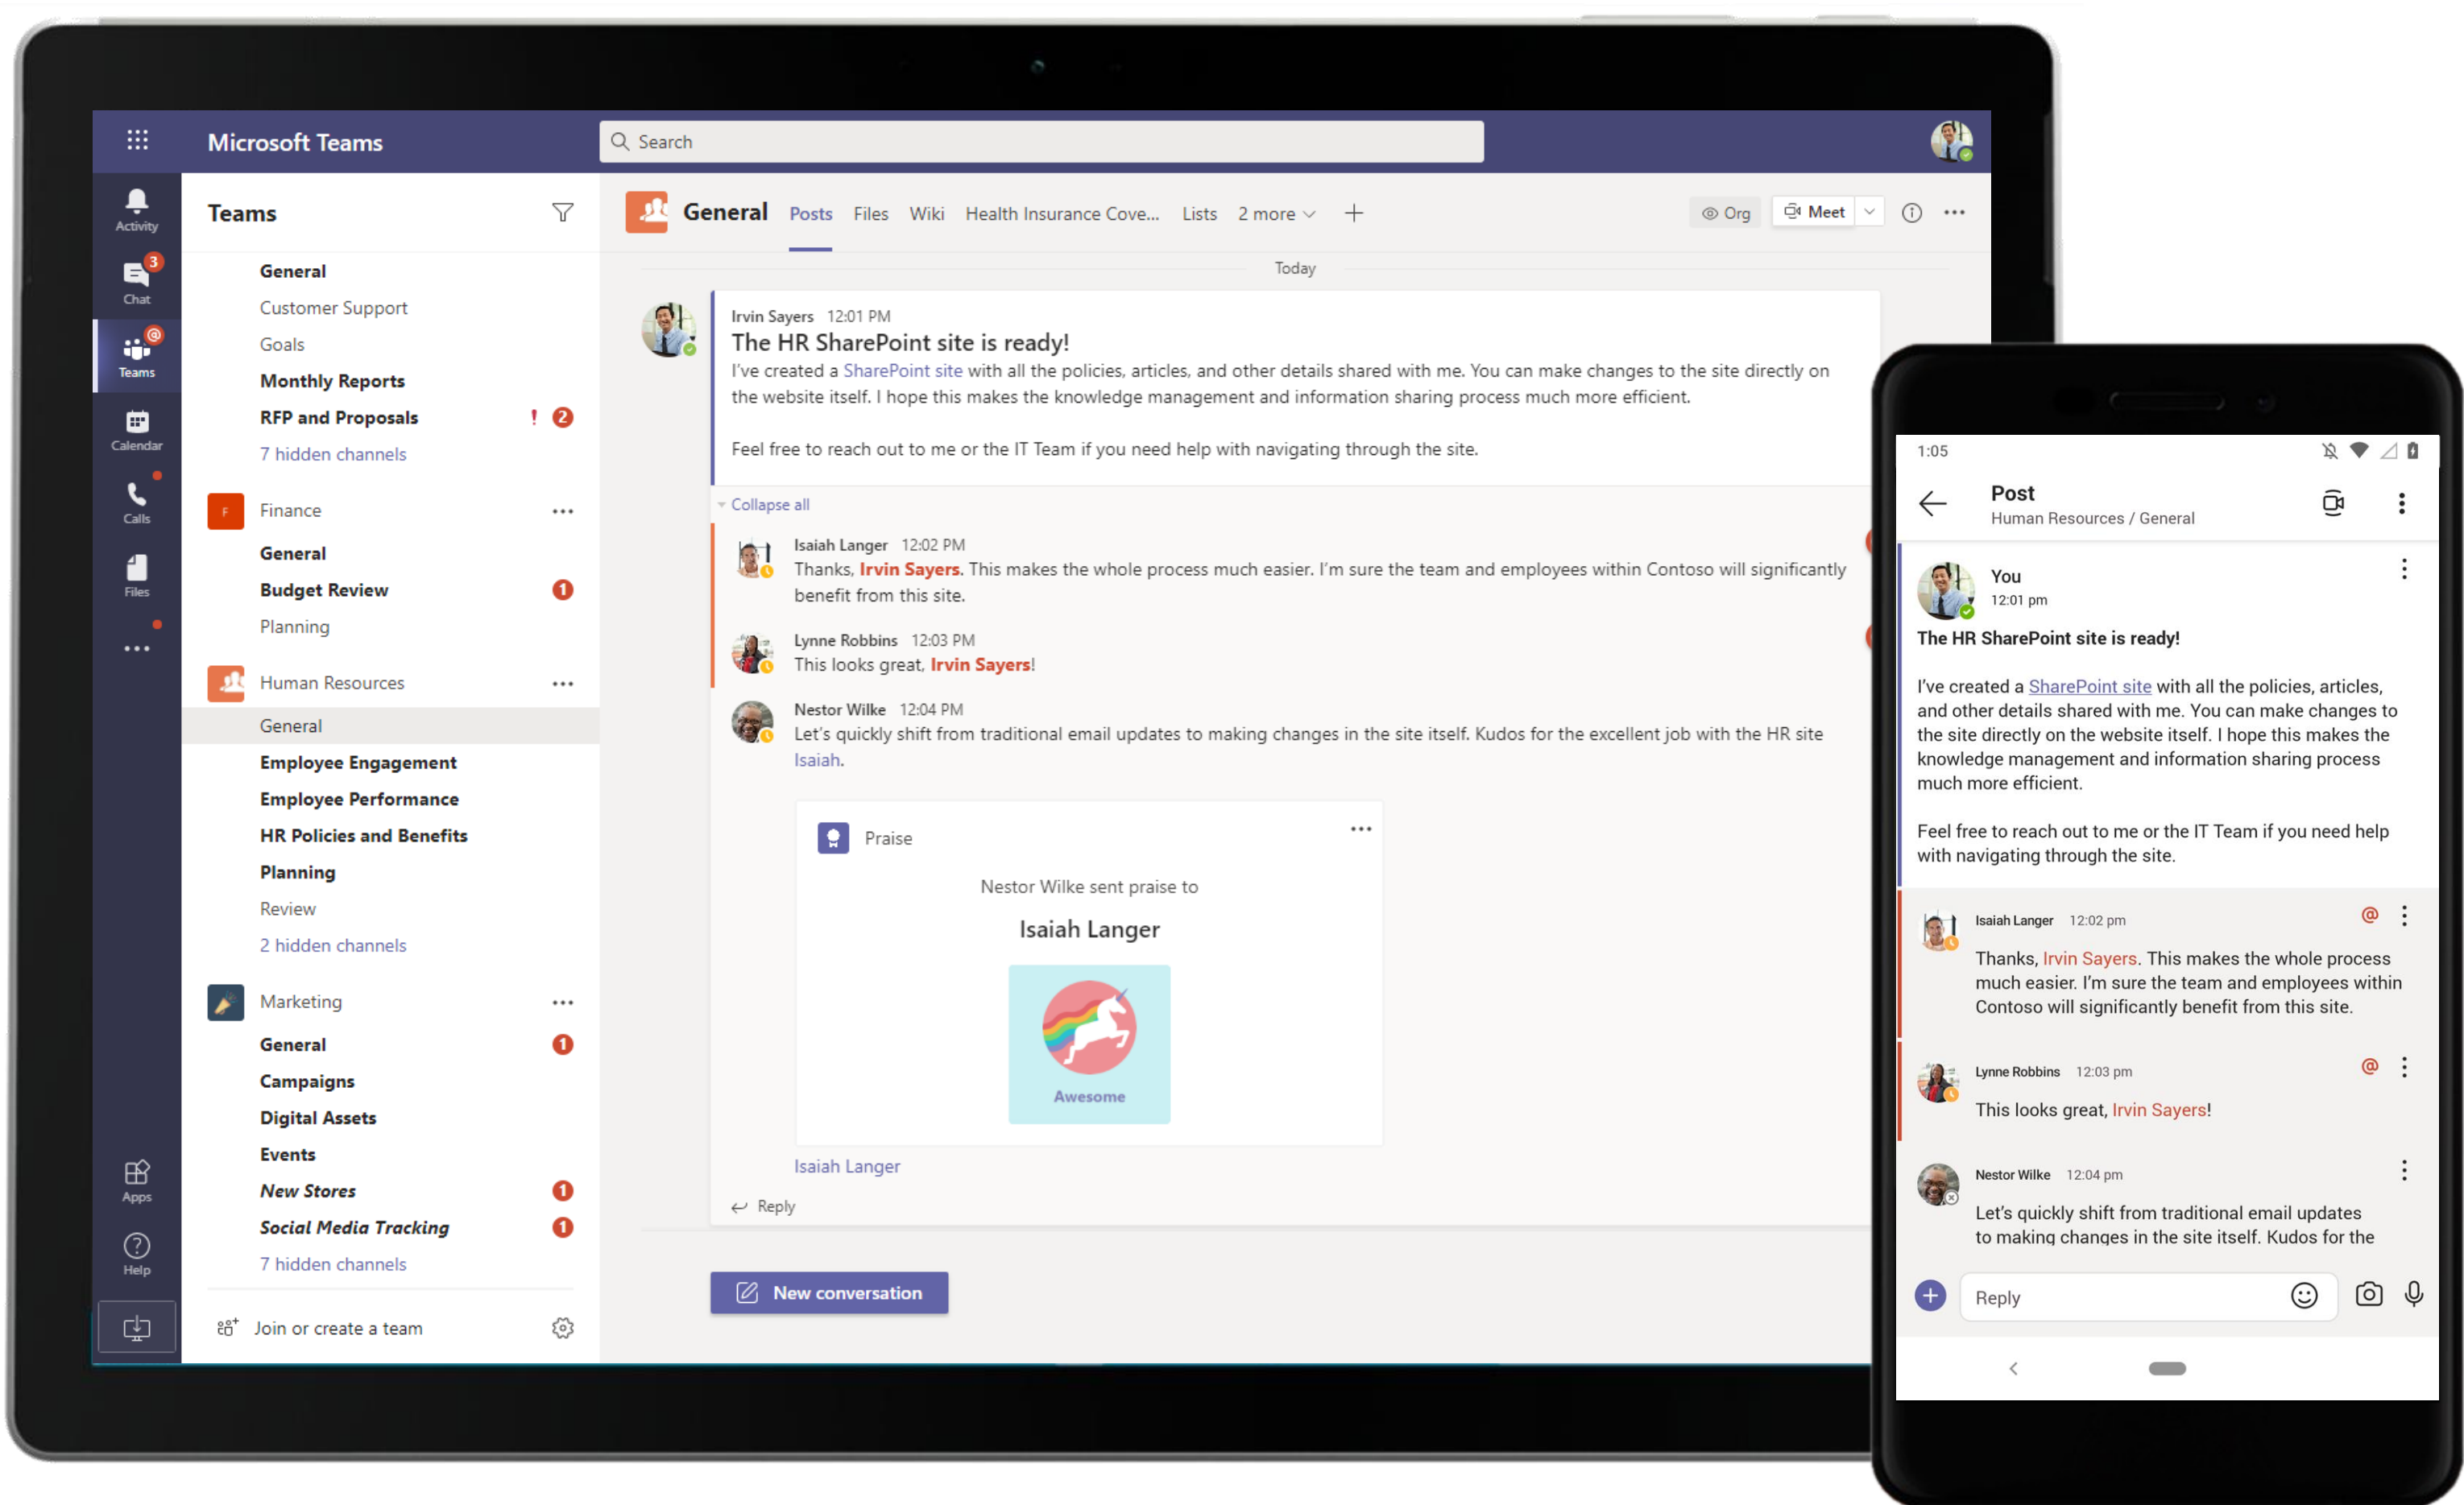 Microsoft Teams
Search
Activity
3
Chat
@
Teams
Calendar
Calls
Files
Apps
Help
Teams
General
Customer Support
Goals
Monthly Reports
RFP and Proposals ! 2
7 hidden channels
F Finance
General
Budget Review 1
Planning
Human Resources
General
Employee Engagement
Employee Performance
HR Policies and Benefits
Planning
Review
2 hidden channels
Marketing
General 1
Campaigns
Digital Assets
Events
New Stores 1
Social Media Tracking 1
7 hidden channels
Join or create a team
General Posts Files Wiki Health Insurance Cove... Lists 2 more Org Meet
Today
Irvin Sayers 12:01 PM
The HR SharePoint site is ready!
I've created a SharePoint site with all the policies, articles, and other details shared with me. You can make changes to the site directly on
the website itself. I hope this makes the knowledge management and information sharing process much more efficient.
Feel free to reach out to me or the IT Team if you need help with navigating through the site.
Collapse all
Isaiah Langer 12:02 PM
Thanks, Irvin Sayers. This makes the whole process much easier. I'm sure the team and employees within Contoso will significantly
benefit from this site.
Lynne Robbins 12:03 PM
This looks great, Irvin Sayers!
Nestor Wilke 12:04 PM
Let's quickly shift from traditional email updates to making changes in the site itself. Kudos for the excellent job with the HR site
Isaiah.
Praise
Nestor Wilke sent praise to
Isaiah Langer
Awesome
Isaiah Langer
Reply
New conversation
1:05
Post
Human Resources / General
You
12:01 pm
The HR SharePoint site is ready!
I've created a SharePoint site with all the policies, articles,
and other details shared with me. You can make changes to
the site directly on the website itself. I hope this makes the
knowledge management and information sharing process
much more efficient.
Feel free to reach out to me or the IT Team if you need help
with navigating through the site.
Isaiah Langer 12:02 pm @
Thanks, Irvin Sayers. This makes the whole process
much easier. I'm sure the team and employees within
Contoso will significantly benefit from this site.
Lynne Robbins 12:03 pm @
This looks great, Irvin Sayers!
Nestor Wilke 12:04 pm
Let's quickly shift from traditional email updates
to making changes in the site itself. Kudos for the
Reply